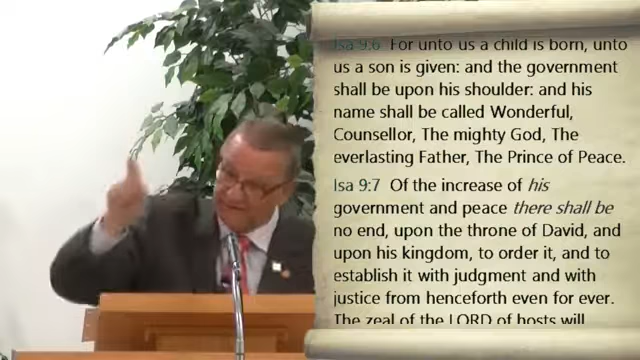 Isa 9:6 For unto us a child is born, unto
us a son is given: and the government
shall be upon his shoulder: and his
name shall be called Wonderful,
Counsellor, The mighty God, The
everlasting Father, The Prince of Peace.
Isa 9:7 Of the increase of his
government and peace there shall be
no end, upon the throne of David, and
upon his kingdom, to order it, and to
establish it with judgment and with
justice from henceforth even for ever.
The zeal of the LORD of hosts will